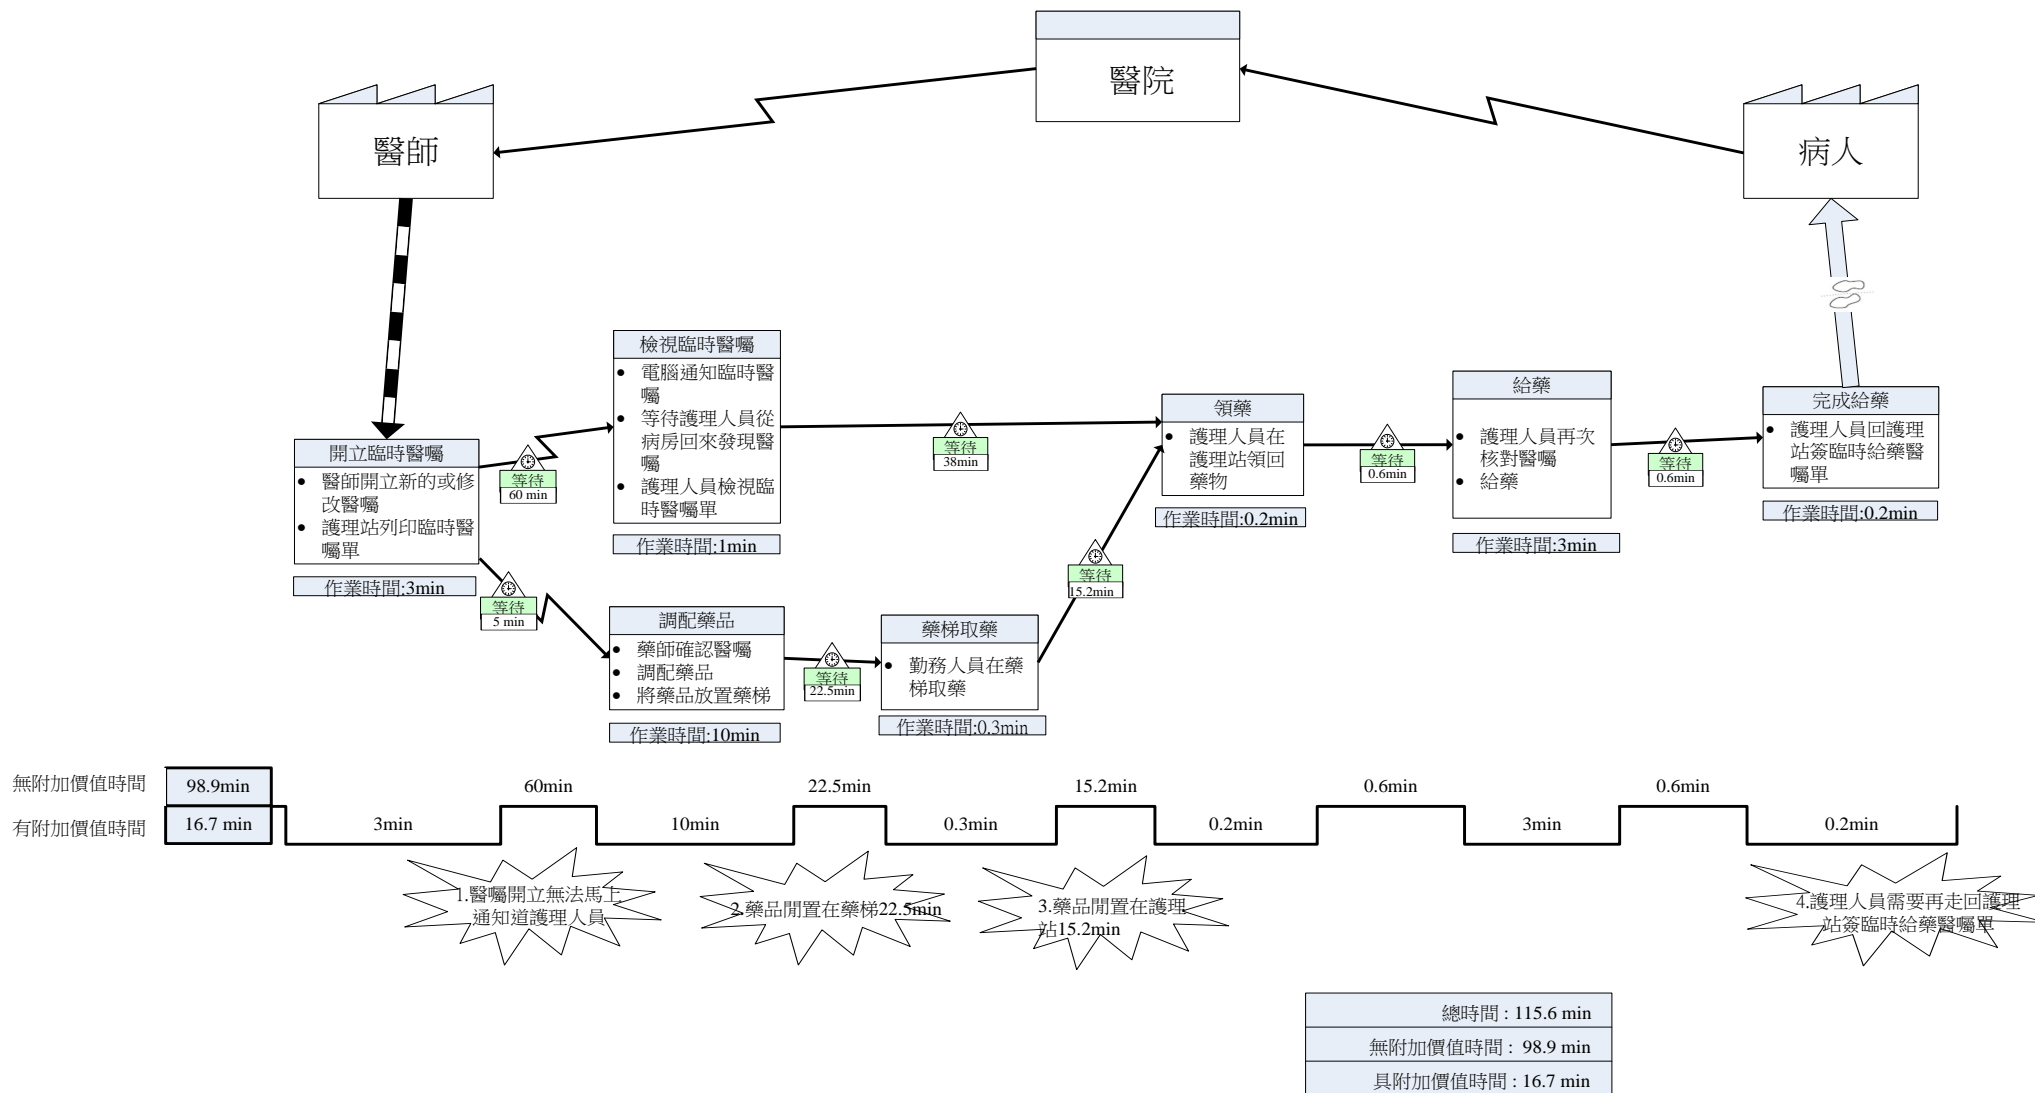 醫院
醫師
病人
開立臨時醫囑
• 醫師開立新的或修
改醫囑
• 護理站列印臨時醫
囑單
作業時間:3min
等待
60 min
等待
5 min
檢視臨時醫囑
• 電腦通知臨時醫
囑
• 等待護理人員從
病房回來發現醫
囑
• 護理人員檢視臨
時醫囑單
作業時間:1min
等待
38min
調配藥品
• 藥師確認醫囑
• 調配藥品
• 將藥品放置藥梯
作業時間:10min
等待
22.5min
藥梯取藥
• 勤務人員在藥
梯取藥
作業時間:0.3min
等待
15.2min
領藥
• 護理人員在
護理站領回
藥物
作業時間:0.2min
等待
0.6min
給藥
• 護理人員再次
核對醫囑
• 給藥
作業時間:3min
等待
0.6min
完成給藥
• 護理人員回護理
站簽臨時給藥醫
囑單
作業時間:0.2min
無附加價值時間 98.9min 60min 22.5min 15.2min 0.6min 0.6min
有附加價值時間 16.7 min 3min 10min 0.3min 0.2min 3min 0.2min
1.醫囑開立無法馬上
通知道護理人員
2.藥品閒置在藥梯22.5min
3.藥品閒置在護理
站15.2min
4.護理人員需要再走回護理
站簽臨時給藥醫囑單
總時間 : 115.6 min
無附加價值時間 : 98.9 min
具附加價值時間 : 16.7 min